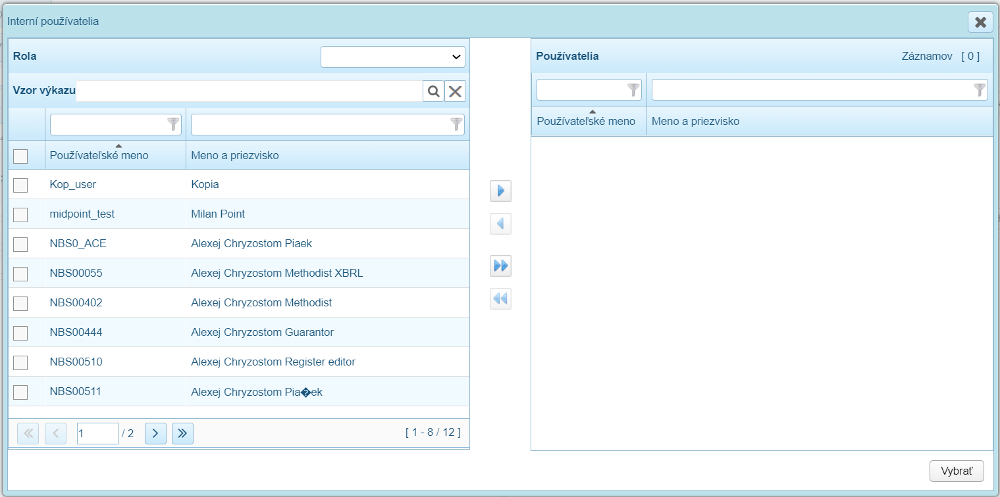 Interní používatelia
Rola
Vzor výkazu
Používateľské meno Meno a priezvisko
Kop_user Kopia
midpoint_test Milan Point
NBS0_ACE Alexej Chryzostom Piaek
NBS00055 Alexej Chryzostom Methodist XBRL
NBS00402 Alexej Chryzostom Methodist
NBS00444 Alexej Chryzostom Guarantor
NBS00510 Alexej Chryzostom Register editor
NBS00511 Alexej Chryzostom Pia�ek
1 / 2 [ 1 - 8 / 12 ]
Používatelia Záznamov [ 0 ]
Používateľské meno Meno a priezvisko
Vybrať